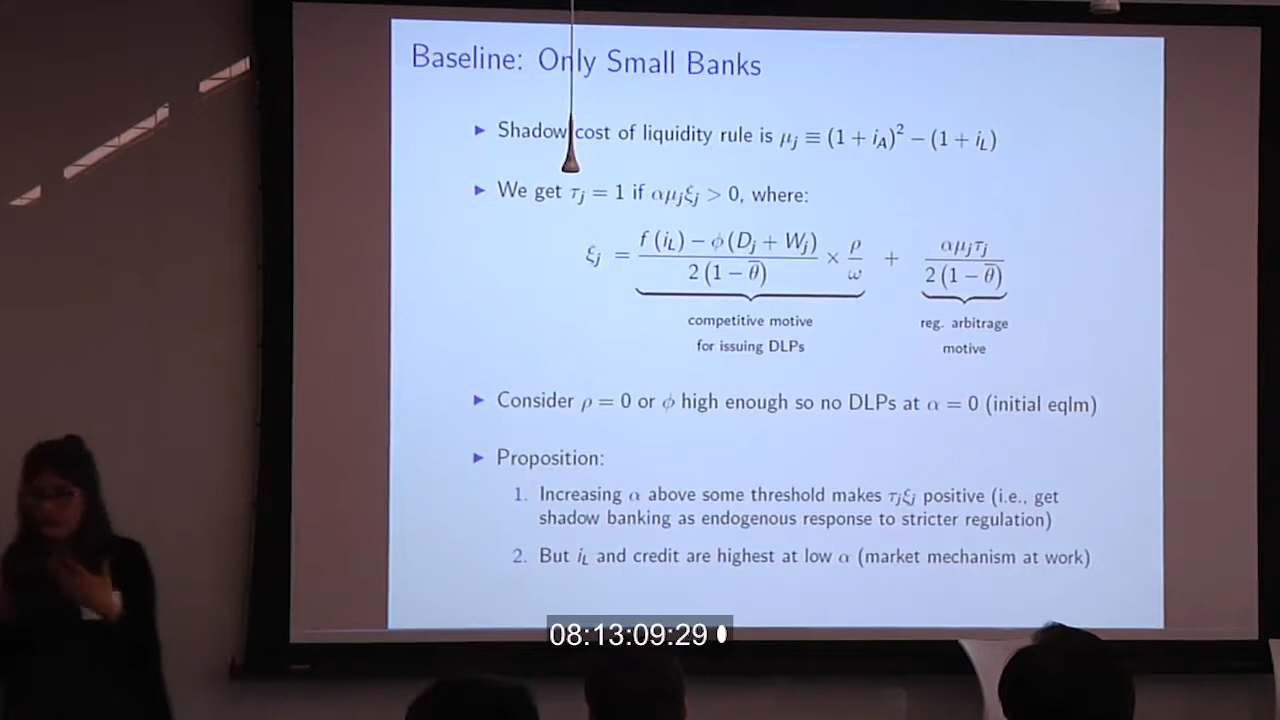 Baseline: Only Small Banks
▶ Shadow cost of liquidity rule is μⱼ ≡ (1 + i_A)² − (1 + i_L)
▶ We get τⱼ = 1 if αμⱼξⱼ > 0, where:
ξⱼ = f(i_L) − φ(Dⱼ + Wⱼ) / 2(1 − θ̅) × ρ/ω + αμⱼτⱼ / 2(1 − θ̅)
competitive motive
for issuing DLPs
reg. arbitrage
motive
▶ Consider ρ = 0 or φ high enough so no DLPs at α = 0 (initial eqlm)
▶ Proposition:
1. Increasing α above some threshold makes τⱼξⱼ positive (i.e., get
shadow banking as endogenous response to stricter regulation)
2. But i_L and credit are highest at low α (market mechanism at work)
08:13:09:29